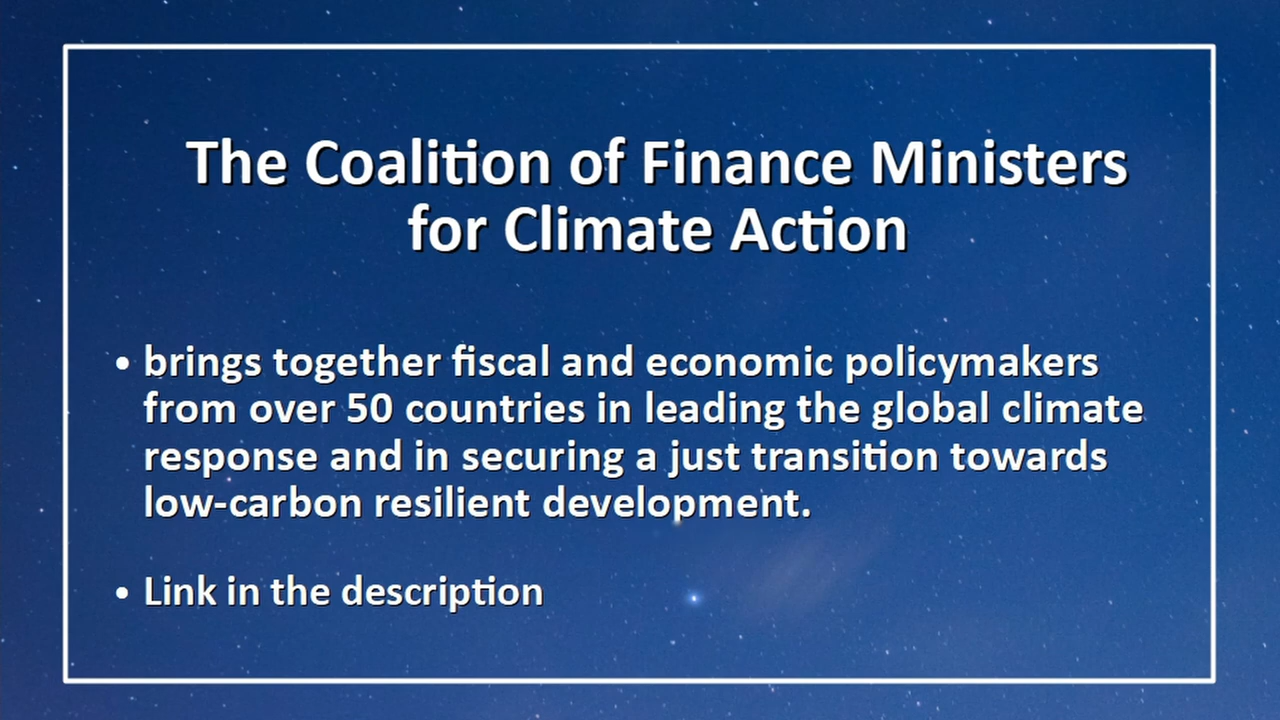 The Coalition of Finance Ministers
for Climate Action
• brings together fiscal and economic policymakers
from over 50 countries in leading the global climate
response and in securing a just transition towards
low-carbon resilient development.
• Link in the description